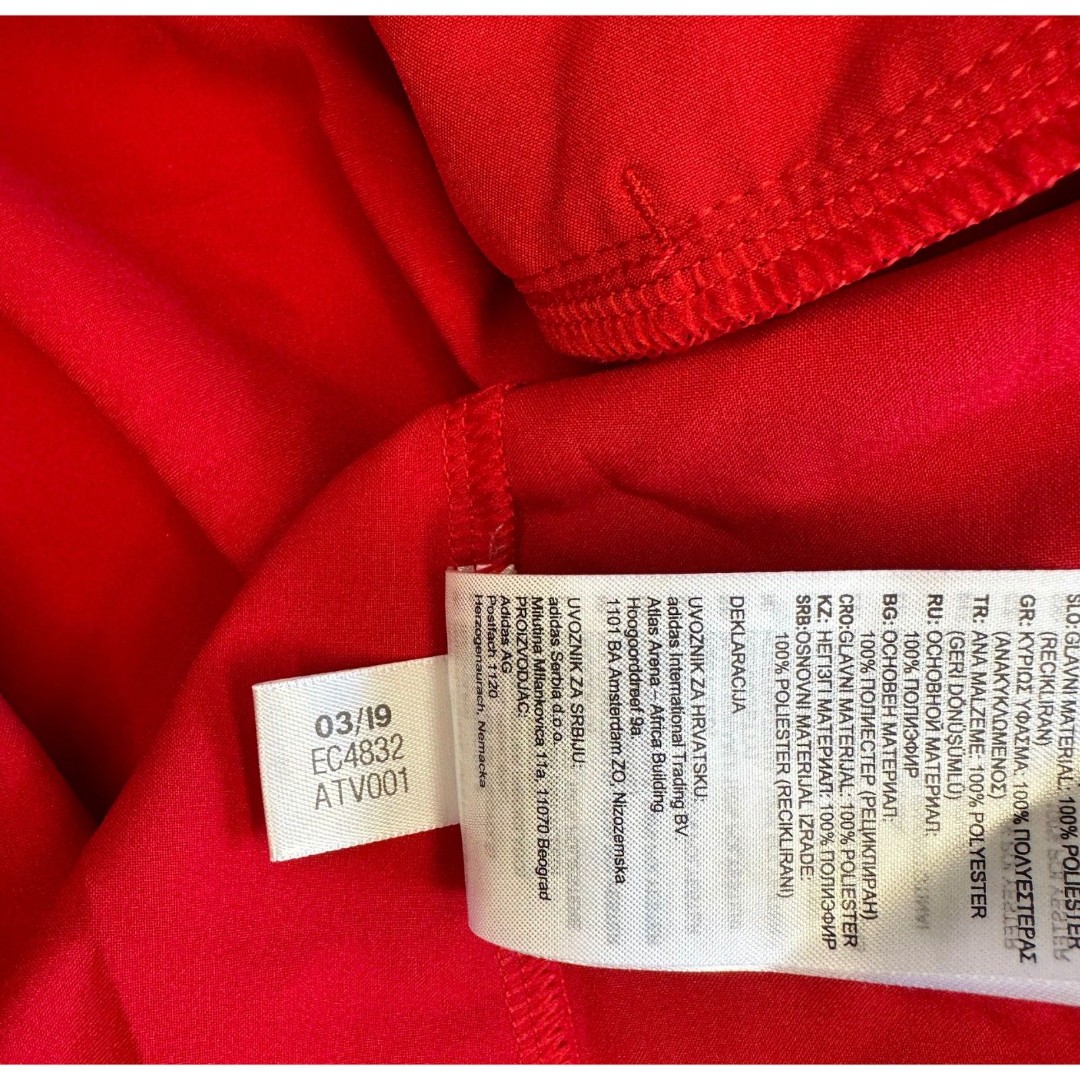 03/19
EC4832
ATV001
SLO:GLAVNI MATERIAL: 100% POLIESTER
(RECIKLIRAN)
GR: ΚΥΡΙΩΣ ΥΦΑΣΜΑ: 100% ΠΟΛΥΕΣΤΕΡΑΣ
(ΑΝΑΚΥΚΛΩΜΕΝΟΣ)
TR: ANA MALZEME: 100% POLYESTER
(GERİ DÖNÜŞÜMLÜ)
RU: ОСНОВНОЙ МАТЕРИАЛ:
100% ПОЛИЭФИР
BG: ОСНОВЕН МАТЕРИАЛ:
100% ПОЛИЕСТЕР (РЕЦИКЛИРАН)
CRO:GLAVNI MATERIJAL: 100% POLIESTER
KZ: НЕГІЗГІ МАТЕРИАЛ: 100% ПОЛИЭФИР
SRB:OSNOVNI MATERIJAL IZRADE:
100% POLIESTER (RECIKLIRANI)
DEKLARACIJA
UVOZNIK ZA HRVATSKU:
adidas International Trading BV
Atlas Arena - Africa Building
Hoogoorddreef 9a
1101 BA Amsterdam ZO, Nizozemska
UVOZNIK ZA SRBIJU:
adidas Serbia d.o.o.
Milutina Milankovica 11a, 11070 Beograd
PROIZVODJAC:
Adidas AG
Postfach 1120
Herzogenaurach, Nemacka